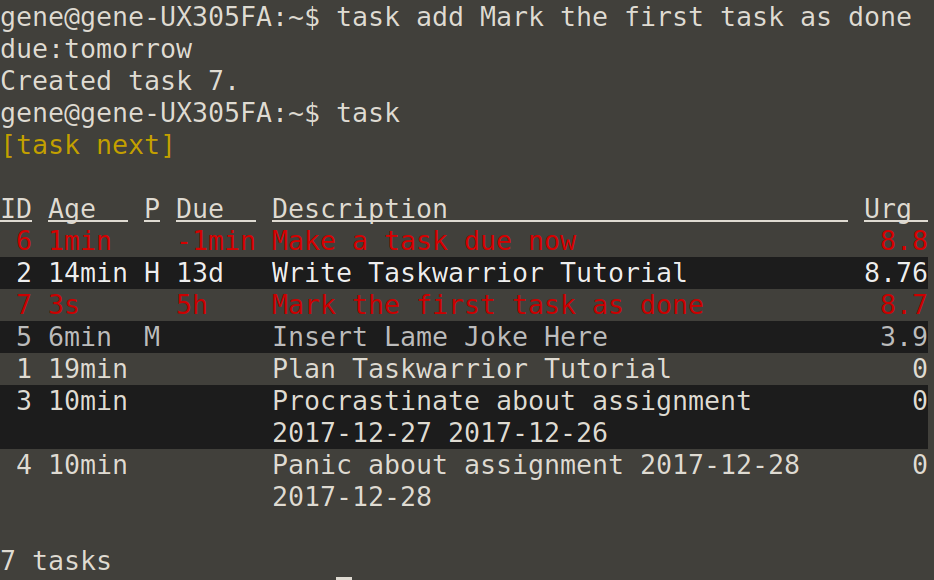 gene@gene-UX305FA:~$ task add Mark the first task as done
due:tomorrow
Created task 7.
gene@gene-UX305FA:~$ task
[task next]
ID Age P Due Description Urg
6 1min -1min Make a task due now 8.8
2 14min H 13d Write Taskwarrior Tutorial 8.76
7 3s 5h Mark the first task as done 8.7
5 6min M Insert Lame Joke Here 3.9
1 19min Plan Taskwarrior Tutorial 0
3 10min Procrastinate about assignment 0
2017-12-27 2017-12-26
4 10min Panic about assignment 2017-12-28 0
2017-12-28
7 tasks